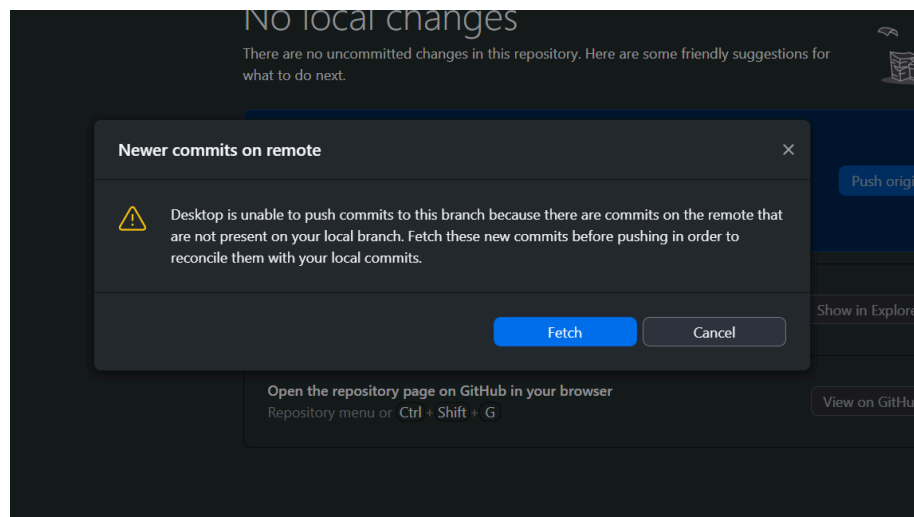 No local changes
There are no uncommitted changes in this repository. Here are some friendly suggestions for
what to do next.
Newer commits on remote
Push origi
Desktop is unable to push commits to this branch because there are commits on the remote that
are not present on your local branch. Fetch these new commits before pushing in order to
reconcile them with your local commits.
Show in Explore
Fetch
Cancel
Open the repository page on GitHub in your browser
Repository menu or Ctrl + Shift + G
View on GitHu